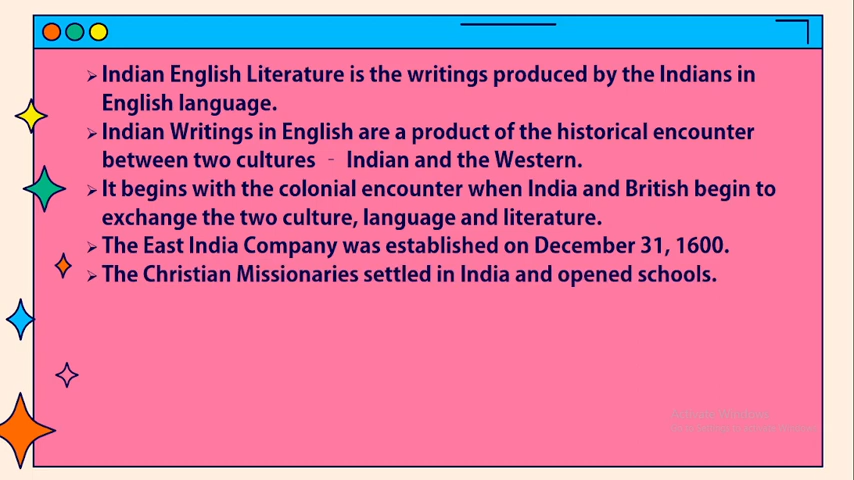 ➢ Indian English Literature is the writings produced by the Indians in
English language.
➢ Indian Writings in English are a product of the historical encounter
between two cultures - Indian and the Western.
➢ It begins with the colonial encounter when India and British begin to
exchange the two culture, language and literature.
➢ The East India Company was established on December 31, 1600.
➢ The Christian Missionaries settled in India and opened schools.
Activate Windows